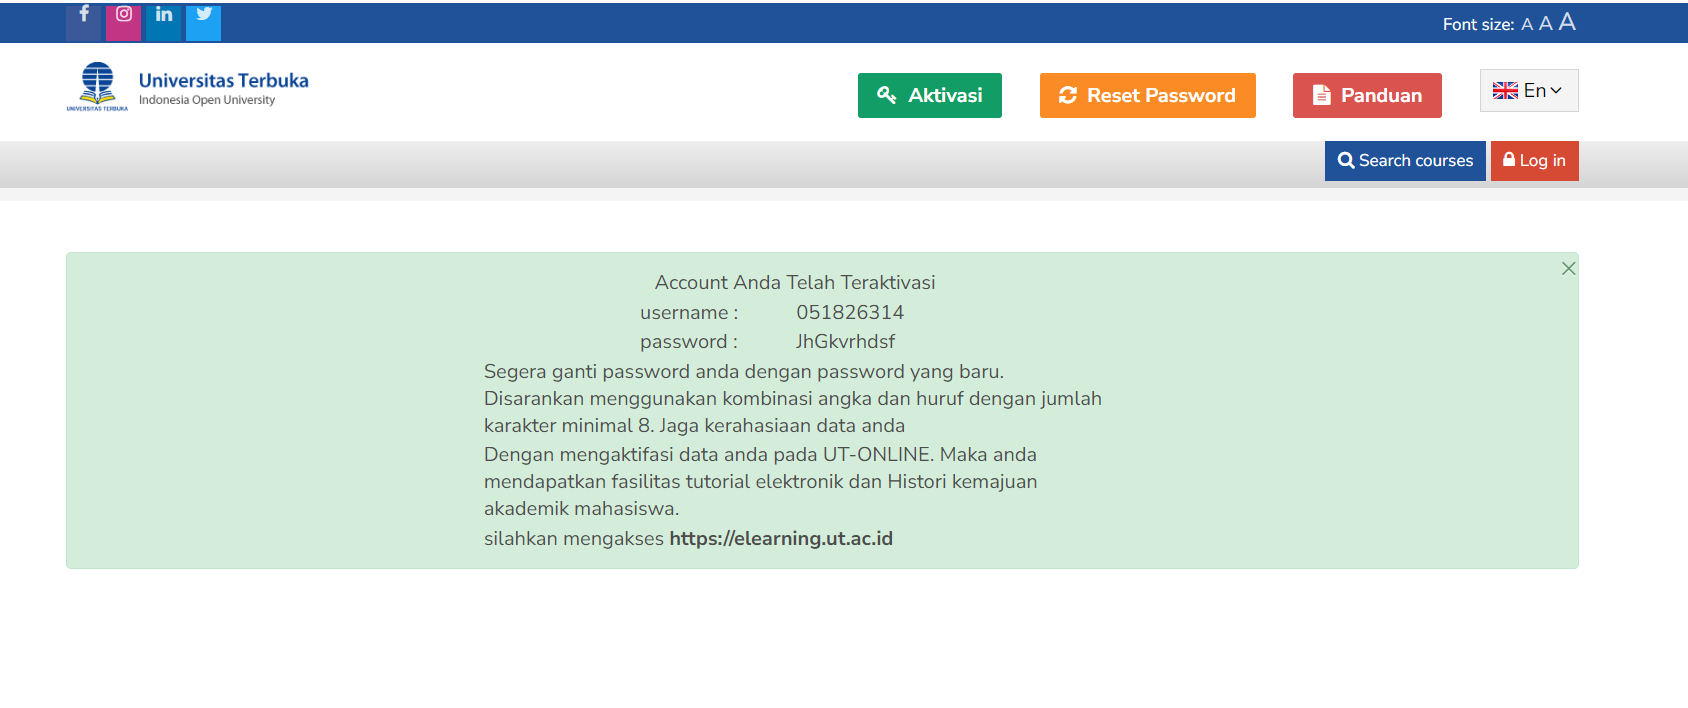 Font size: A A A
Universitas Terbuka
Indonesia Open University
UNIVERSITAS TERBUKA
Aktivasi
Reset Password
Panduan
En
Search courses
Log in
Account Anda Telah Teraktivasi
username : 051826314
password : JhGkvrhdsf
Segera ganti password anda dengan password yang baru.
Disarankan menggunakan kombinasi angka dan huruf dengan jumlah
karakter minimal 8. Jaga kerahasiaan data anda
Dengan mengaktifasi data anda pada UT-ONLINE. Maka anda
mendapatkan fasilitas tutorial elektronik dan Histori kemajuan
akademik mahasiswa.
silahkan mengakses https://elearning.ut.ac.id